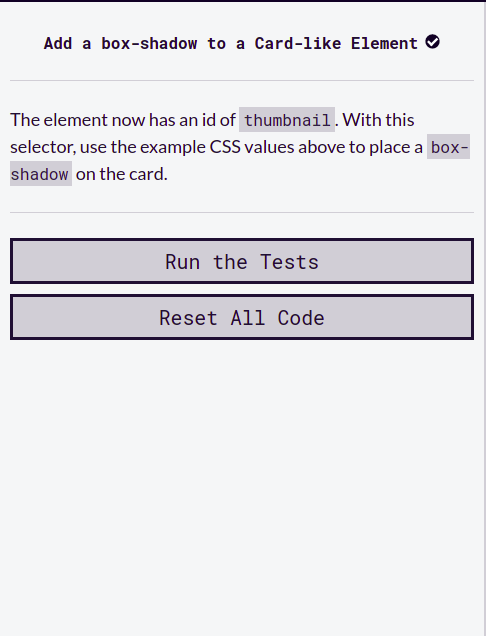 Add a box-shadow to a Card-like Element
The element now has an id of thumbnail. With this
selector, use the example CSS values above to place a box-
shadow on the card.
Run the Tests
Reset All Code